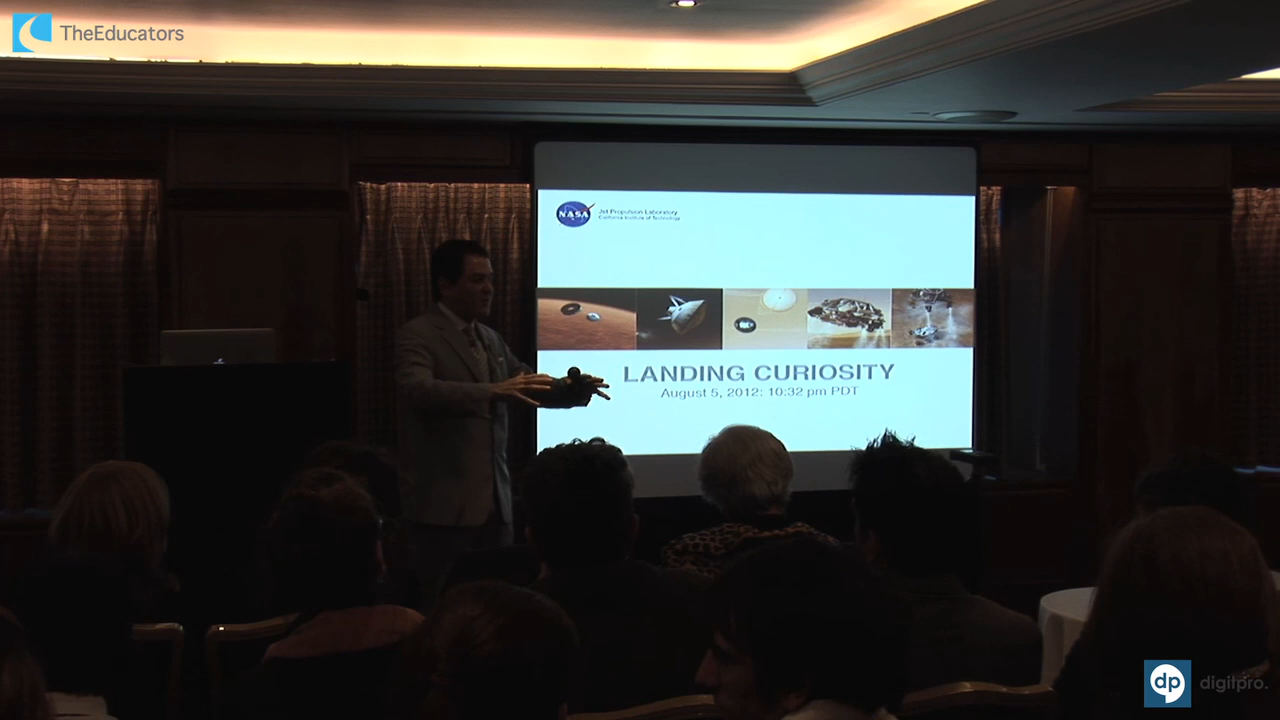 TheEducators
NASA
Jet Propulsion Laboratory
California Institute of Technology
LANDING CURIOSITY
August 5, 2012: 10:32 pm PDT
dp
digitpro.